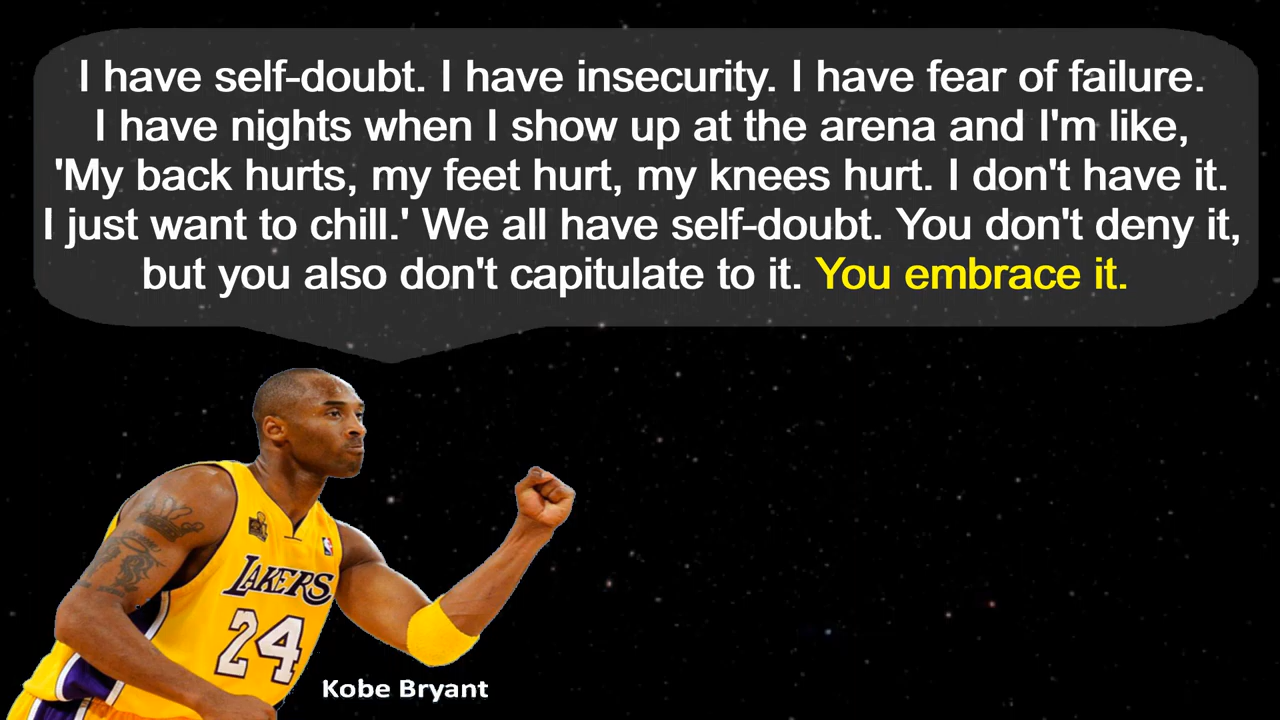 I have self-doubt. I have insecurity. I have fear of failure.
I have nights when I show up at the arena and I'm like,
'My back hurts, my feet hurt, my knees hurt. I don't have it.
I just want to chill.' We all have self-doubt. You don't deny it,
but you also don't capitulate to it. You embrace it.
LAKERS
24
Kobe Bryant